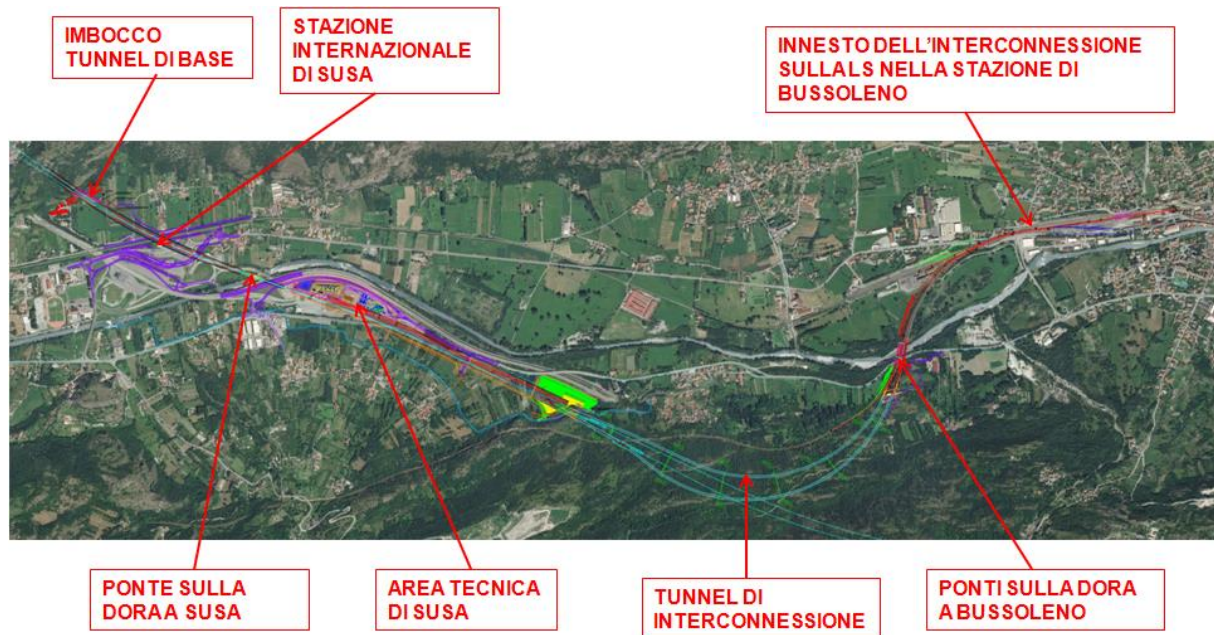 IMBOCCO
TUNNEL DI BASE
STAZIONE
INTERNAZIONALE
DI SUSA
INNESTO DELL'INTERCONNESSIONE
SULLA LS NELLA STAZIONE DI
BUSSOLENO
PONTE SULLA
DORA A SUSA
AREA TECNICA
DI SUSA
TUNNEL DI
INTERCONNESSIONE
PONTI SULLA DORA
A BUSSOLENO